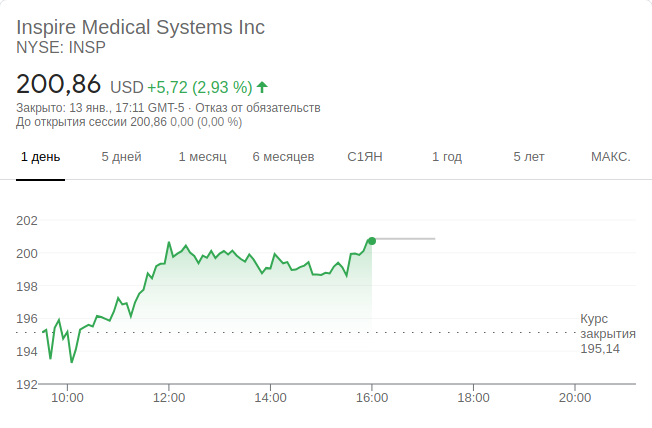 Inspire Medical Systems Inc
NYSE: INSP
200,86 USD +5,72 (2,93 %)
Закрыто: 13 янв., 17:11 GMT-5 · Отказ от обязательств
До открытия сессии 200,86 0,00 (0,00 %)
1 день 5 дней 1 месяц 6 месяцев С1ЯН 1 год 5 лет МАКС.
202
200
198
196
194
192
Курс
закрытия
195,14
10:00 12:00 14:00 16:00 18:00 20:00